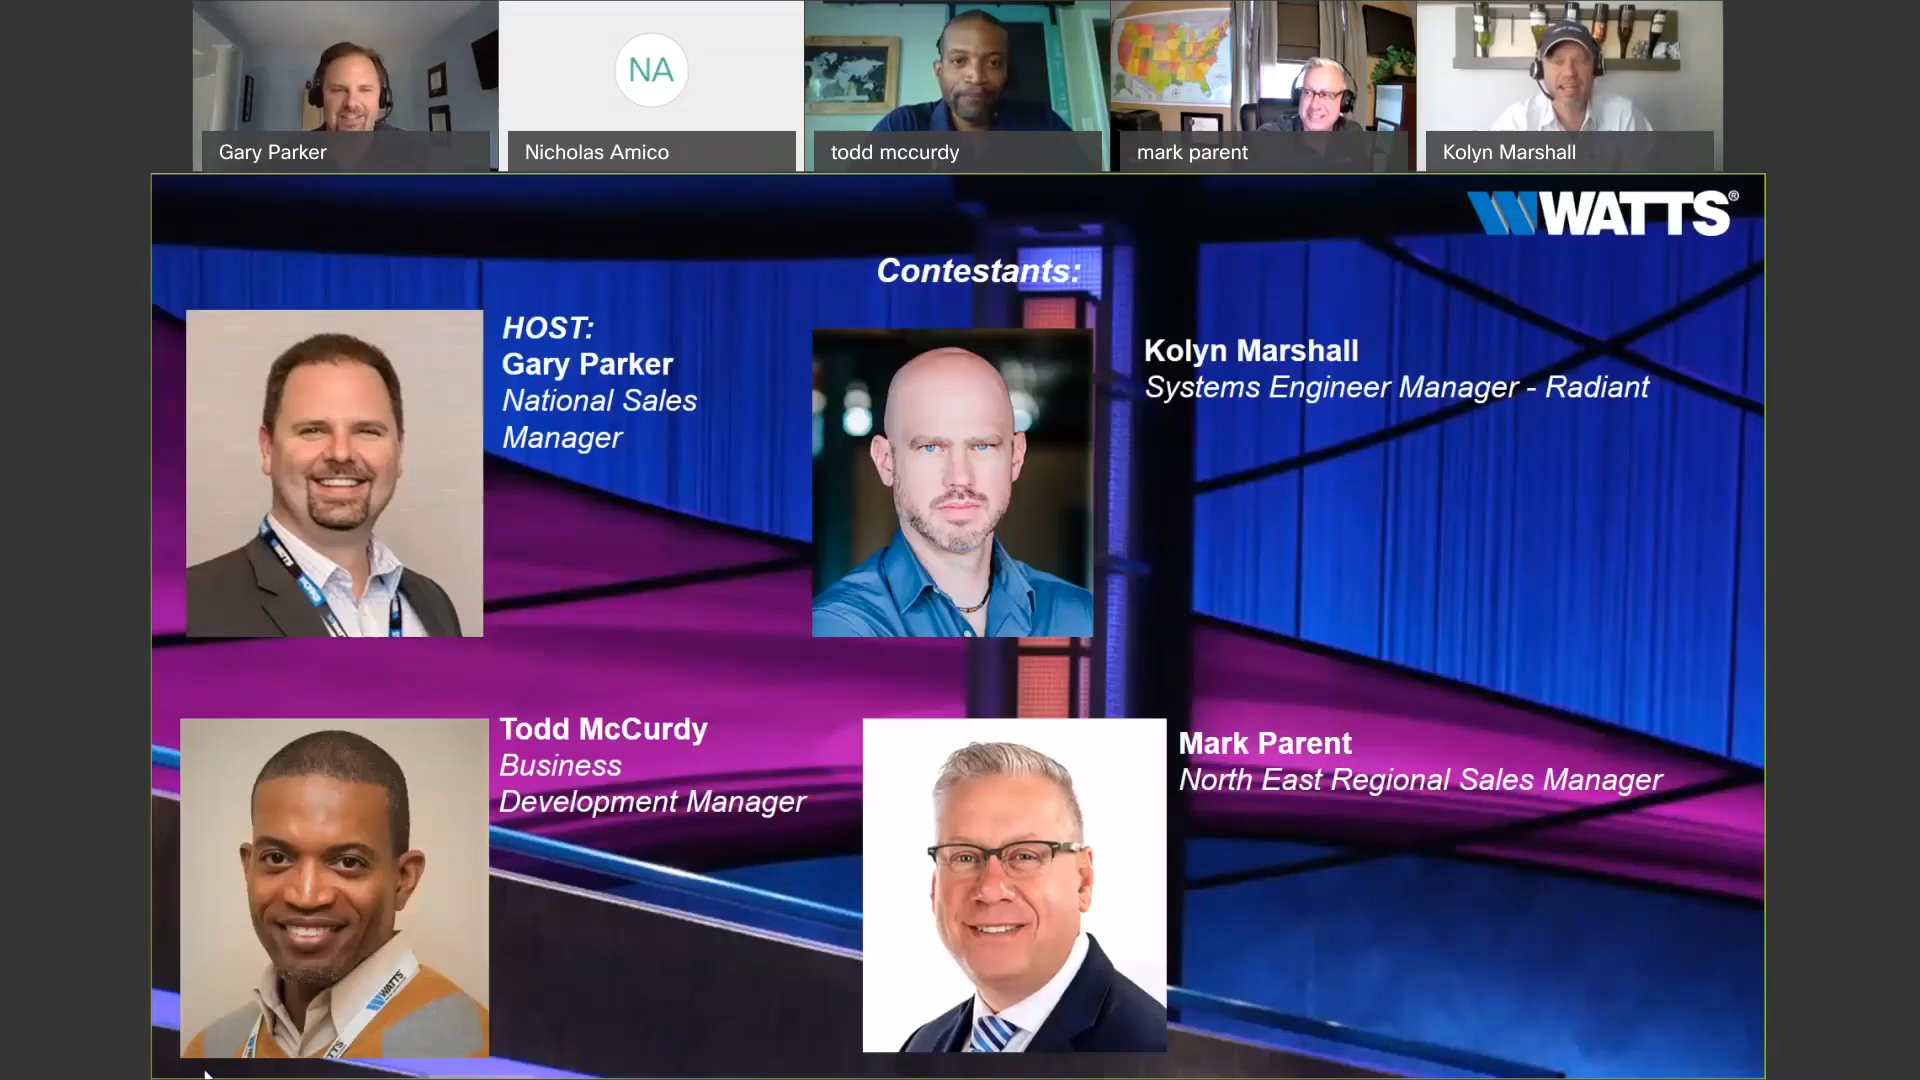 Gary Parker
NA
Nicholas Amico
todd mccurdy
mark parent
Kolyn Marshall
WATTS®
Contestants:
HOST:
Gary Parker
National Sales
Manager
Kolyn Marshall
Systems Engineer Manager - Radiant
Todd McCurdy
Business
Development Manager
WATTS
Mark Parent
North East Regional Sales Manager